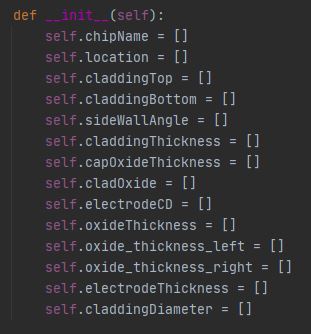 def __init__(self):
    self.chipName = []
    self.location = []
    self.claddingTop = []
    self.claddingBottom = []
    self.sideWallAngle = []
    self.claddingThickness = []
    self.capOxideThickness = []
    self.cladOxide = []
    self.electrodeCD = []
    self.oxideThickness = []
    self.oxide_thickness_left = []
    self.oxide_thickness_right = []
    self.electrodeThickness = []
    self.claddingDiameter = []